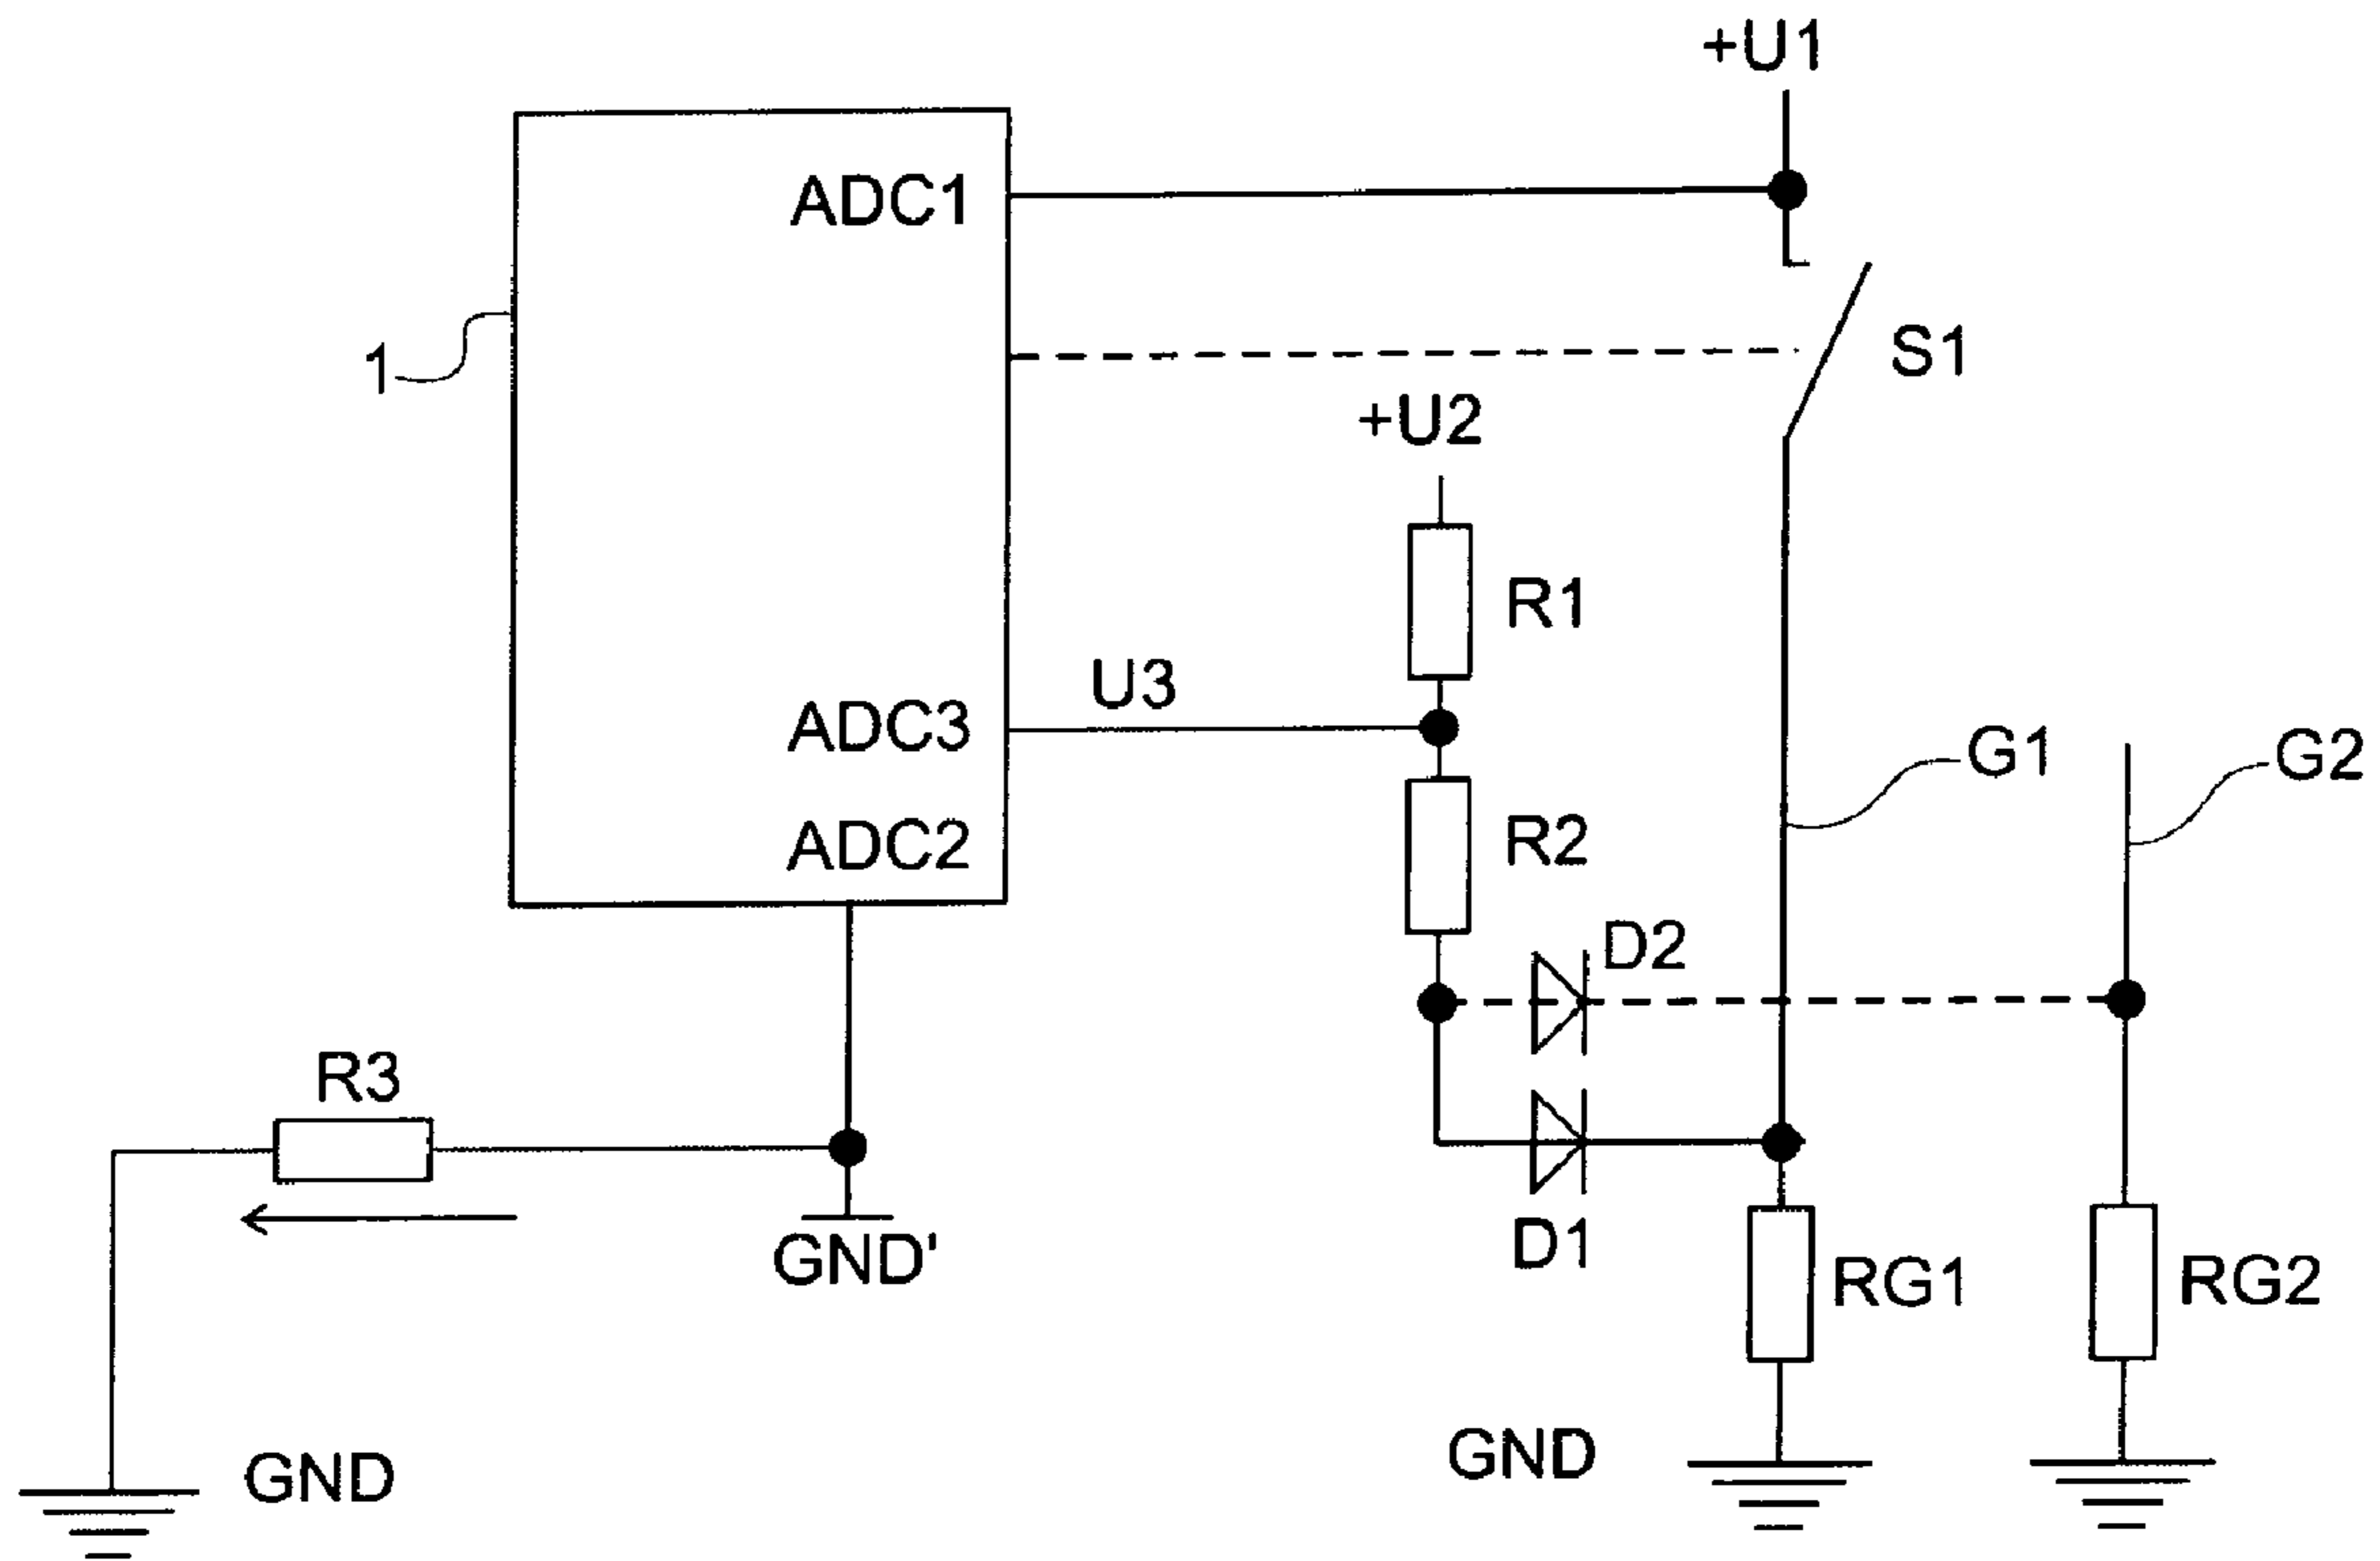 +U1
ADC1
S1
1
+U2
R1
U3
ADC3
G1
G2
R2
ADC2
D2
R3
D1
GND'
RG1
RG2
GND
GND